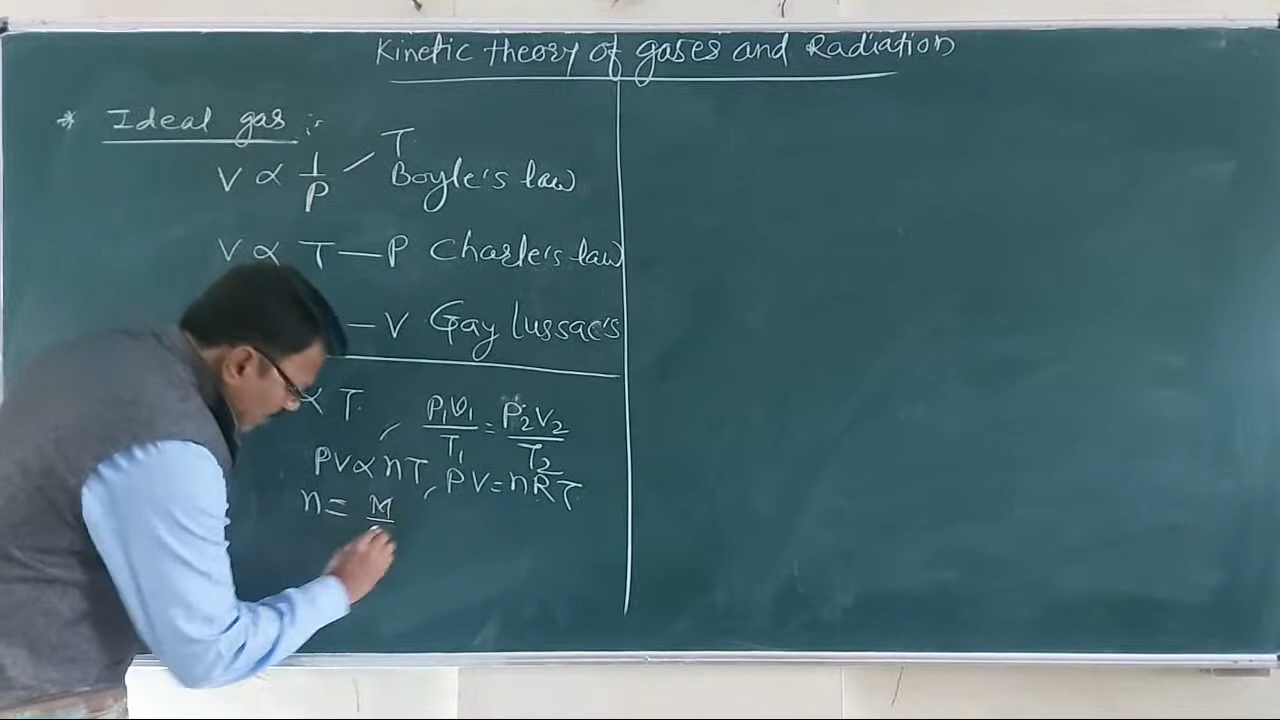 Kinetic theory of gases and Radiation
* Ideal gas :-
V ∝ 1/P — T Boyle's law
V ∝ T — P Charle's law
— V Gay Lussac's
∝ T
P₁V₁/T₁ = P₂V₂/T₂
PV ∝ nT, PV = nRT
n = M